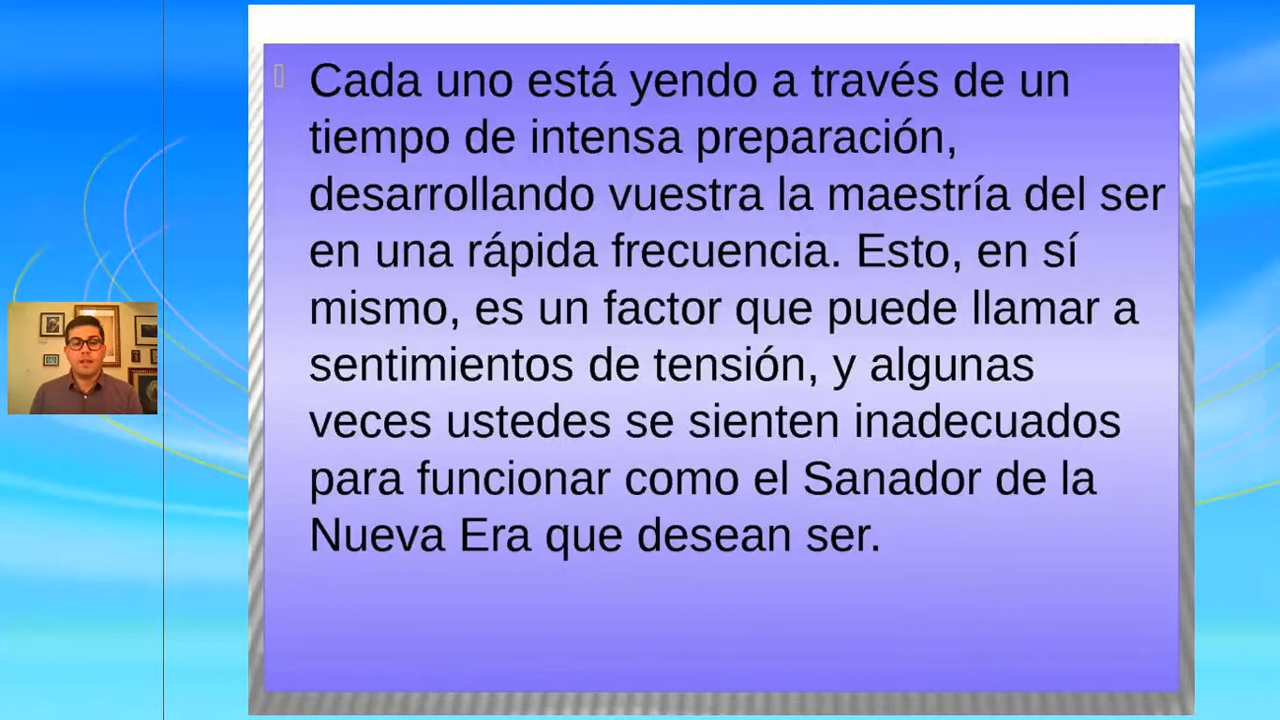 Cada uno está yendo a través de un
tiempo de intensa preparación,
desarrollando vuestra la maestría del ser
en una rápida frecuencia. Esto, en sí
mismo, es un factor que puede llamar a
sentimientos de tensión, y algunas
veces ustedes se sienten inadecuados
para funcionar como el Sanador de la
Nueva Era que desean ser.